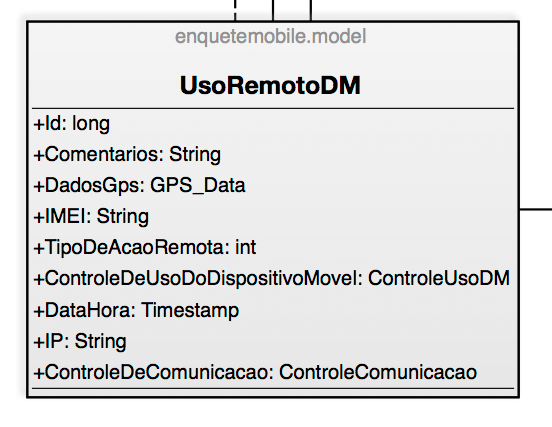 enquetemobile.model
UsoRemotoDM
+Id: long
+Comentarios: String
+DadosGps: GPS_Data
+IMEI: String
+TipoDeAcaoRemota: int
+ControleDeUsoDoDispositivoMovel: ControleUsoDM
+DataHora: Timestamp
+IP: String
+ControleDeComunicacao: ControleComunicacao